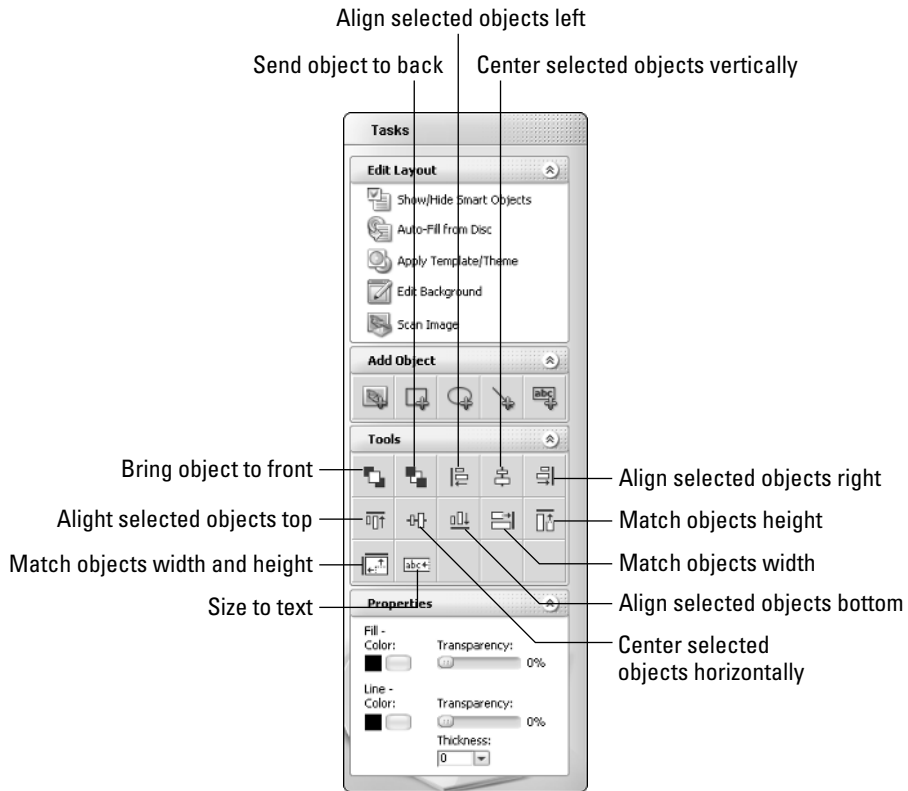 Align selected objects left
Send object to back
Center selected objects vertically
Tasks
Edit Layout
Show/Hide Smart Objects
Auto-Fill from Disc
Apply Template/Theme
Edit Background
Scan Image
Add Object
abc
Tools
Bring object to front
Align selected objects right
Alight selected objects top
Match objects height
Match objects width and height
abc
Match objects width
Size to text
Properties
Align selected objects bottom
Fill -
Color:
Transparency:
0%
Center selected
objects horizontally
Line -
Color:
Transparency:
0%
Thickness:
0